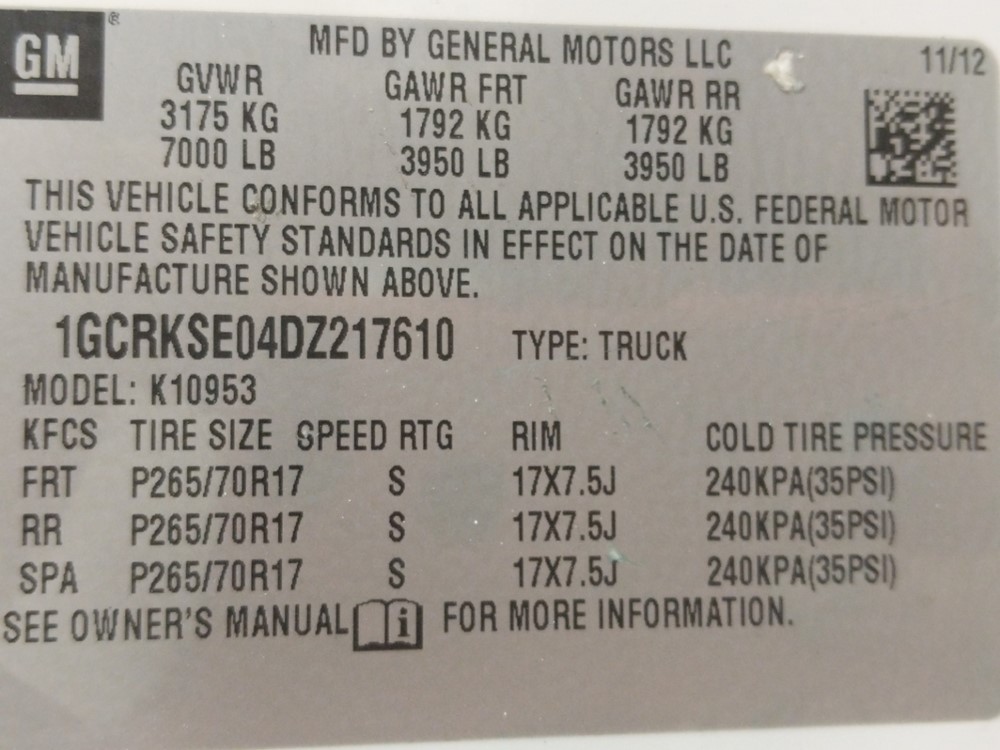 GM®
MFD BY GENERAL MOTORS LLC 11/12
GVWR GAWR FRT GAWR RR
3175 KG 1792 KG 1792 KG
7000 LB 3950 LB 3950 LB
THIS VEHICLE CONFORMS TO ALL APPLICABLE U.S. FEDERAL MOTOR
VEHICLE SAFETY STANDARDS IN EFFECT ON THE DATE OF
MANUFACTURE SHOWN ABOVE.
1GCRKSE04DZ217610 TYPE: TRUCK
MODEL: K10953
KFCS TIRE SIZE SPEED RTG RIM COLD TIRE PRESSURE
FRT P265/70R17 S 17X7.5J 240KPA(35PSI)
RR P265/70R17 S 17X7.5J 240KPA(35PSI)
SPA P265/70R17 S 17X7.5J 240KPA(35PSI)
SEE OWNER'S MANUAL i FOR MORE INFORMATION.